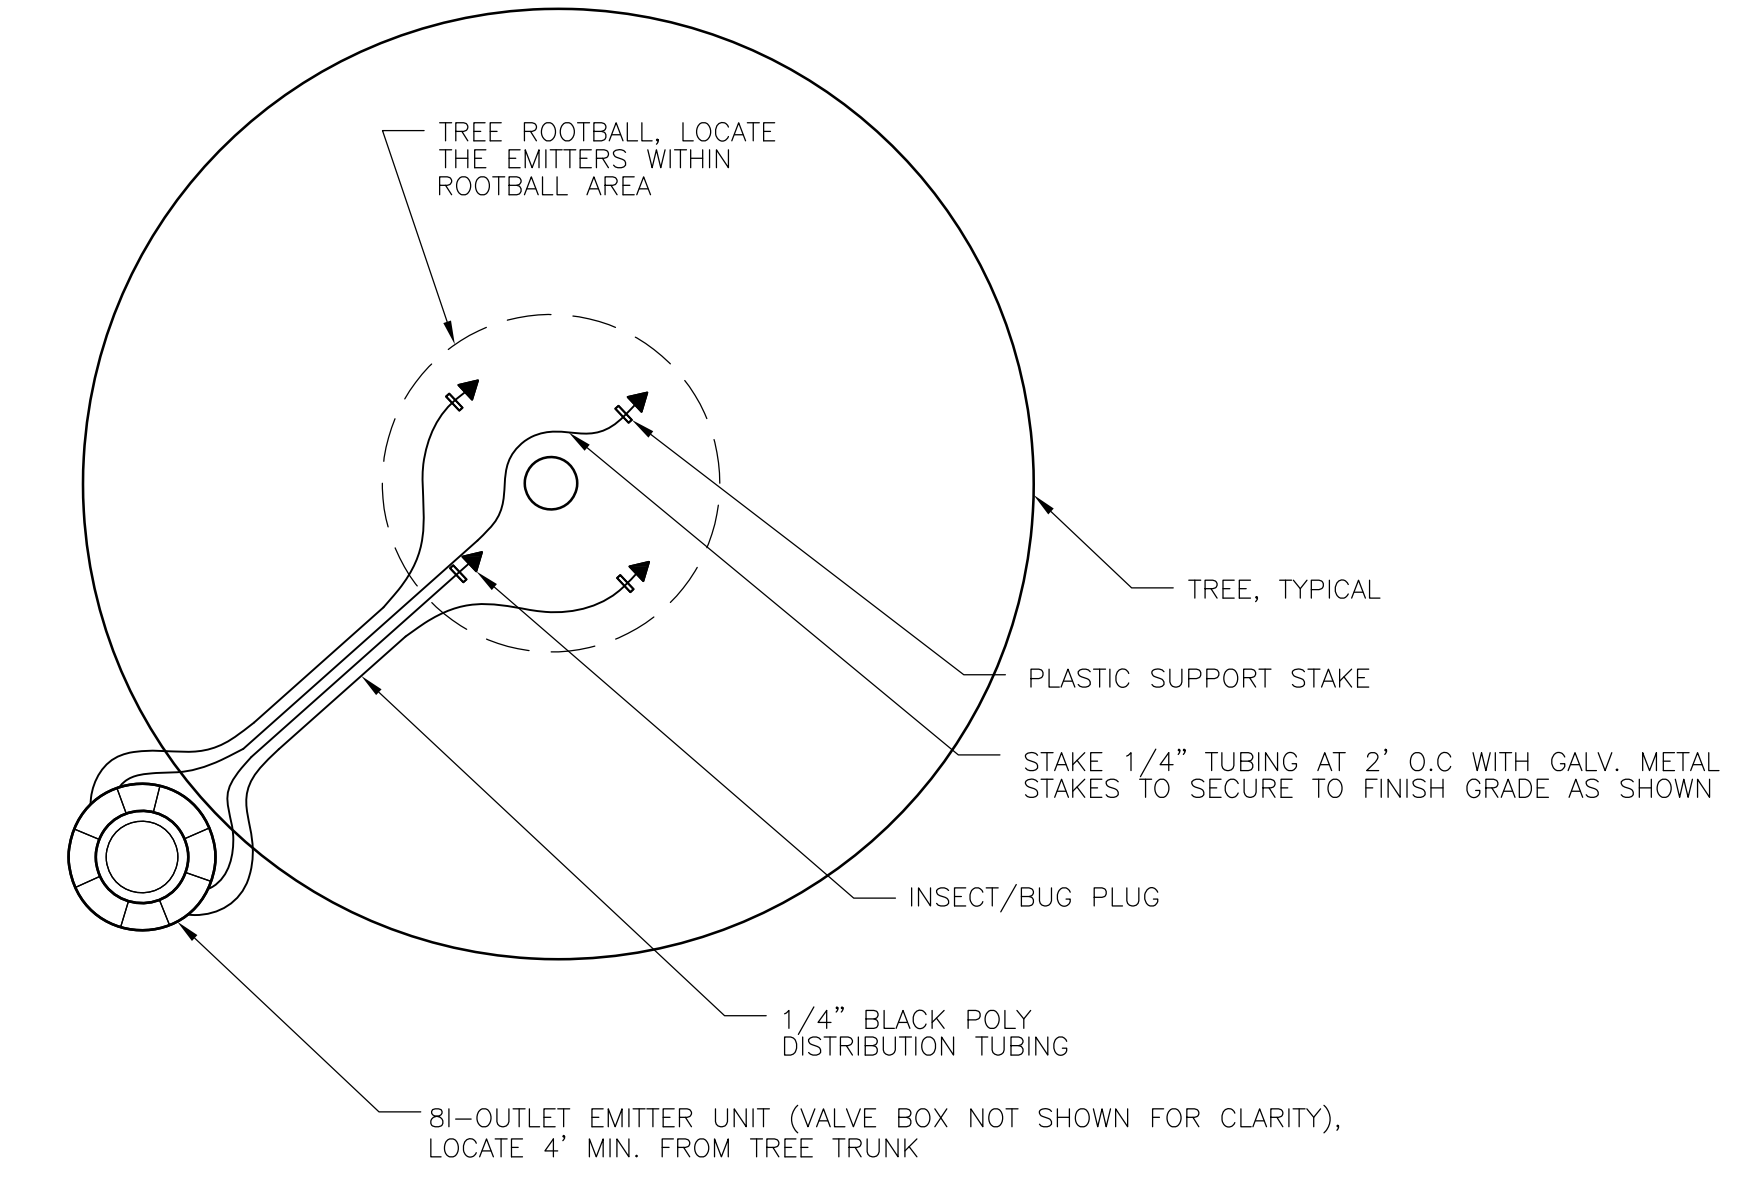 TREE ROOTBALL, LOCATE
THE EMITTERS WITHIN
ROOTBALL AREA
TREE, TYPICAL
PLASTIC SUPPORT STAKE
STAKE 1/4" TUBING AT 2' O.C WITH GALV. METAL
STAKES TO SECURE TO FINISH GRADE AS SHOWN
INSECT/BUG PLUG
1/4" BLACK POLY
DISTRIBUTION TUBING
8I-OUTLET EMITTER UNIT (VALVE BOX NOT SHOWN FOR CLARITY),
LOCATE 4' MIN. FROM TREE TRUNK